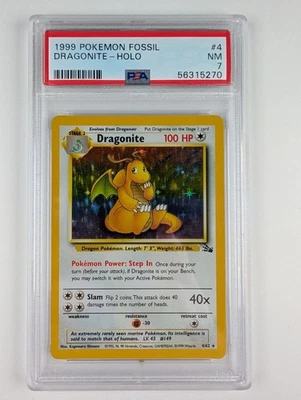 1999 POKEMON FOSSIL #4
DRAGONITE-HOLO NM
7
PSA 56315270
STAGE 2 Evolves from Dragonair Put Dragonite on the Stage 1 card
Dragonite 100 HP
Dragon Pokémon. Length: 7' 3", Weight: 463 lbs.
Pokémon Power: Step In Once during your
turn (before your attack), if Dragonite is on your Bench, you
may switch it with your Active Pokémon.
Slam Flip 2 coins. This attack does 40
damage times the number of heads. 40x
weakness resistance retreat cost
-30
An extremely rarely seen marine Pokémon. Its intelligence is
said to match that of humans. LV. 45 #149
4/62